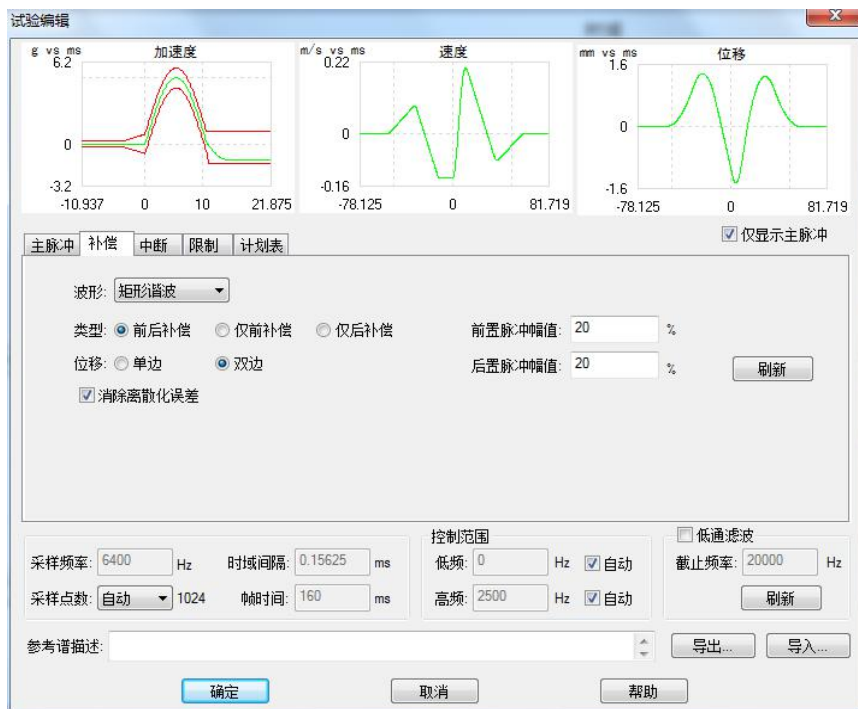 试验编辑
g vs ms 加速度
6.2
0
-3.2
-10.937 0 10 21.875
m/s vs ms 速度
0.22
0
-0.16
-78.125 0 81.719
mm vs ms 位移
1.6
0
-1.6
-78.125 0 81.719
仅显示主脉冲
主脉冲 补偿 中断 限制 计划表
波形: 矩形谐波
类型: 前后补偿 仅前补偿 仅后补偿 前置脉冲幅值: 20 %
位移: 单边 双边 后置脉冲幅值: 20 % 刷新
消除离散化误差
控制范围 低通滤波
采样频率: 6400 Hz 时域间隔: 0.15625 ms 低频: 0 Hz 自动 截止频率: 20000 Hz
采样点数: 自动 1024 帧时间: 160 ms 高频: 2500 Hz 自动 刷新
参考谱描述: 导出... 导入...
确定 取消 帮助